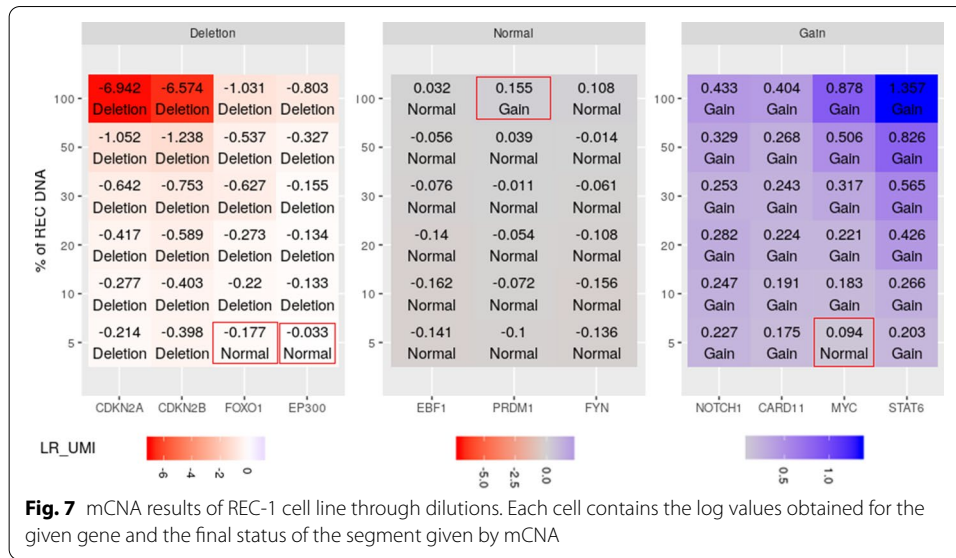 Deletion Normal Gain
% of REC DNA
100 -6.942 -6.574 -1.031 -0.803 0.032 0.155 0.108 0.433 0.404 0.878 1.357
Deletion Deletion Deletion Deletion Normal Gain Normal Gain Gain Gain Gain
50 -1.052 -1.238 -0.537 -0.327 -0.056 0.039 -0.014 0.329 0.268 0.506 0.826
Deletion Deletion Deletion Deletion Normal Normal Normal Gain Gain Gain Gain
30 -0.642 -0.753 -0.627 -0.155 -0.076 -0.011 -0.061 0.253 0.243 0.317 0.565
Deletion Deletion Deletion Deletion Normal Normal Normal Gain Gain Gain Gain
20 -0.417 -0.589 -0.273 -0.134 -0.14 -0.054 -0.108 0.282 0.224 0.221 0.426
Deletion Deletion Deletion Deletion Normal Normal Normal Gain Gain Gain Gain
10 -0.277 -0.403 -0.22 -0.133 -0.162 -0.072 -0.156 0.247 0.191 0.183 0.266
Deletion Deletion Deletion Deletion Normal Normal Normal Gain Gain Gain Gain
5 -0.214 -0.398 -0.177 -0.033 -0.141 -0.1 -0.136 0.227 0.175 0.094 0.203
Deletion Deletion Normal Normal Normal Normal Normal Gain Gain Normal Gain
CDKN2A CDKN2B FOXO1 EP300 EBF1 PRDM1 FYN NOTCH1 CARD11 MYC STAT6
LR_UMI
-6 -4 -2 0 -5.0 -2.5 0.0 0.5 1.0
Fig. 7 mCNA results of REC-1 cell line through dilutions. Each cell contains the log values obtained for the
given gene and the final status of the segment given by mCNA